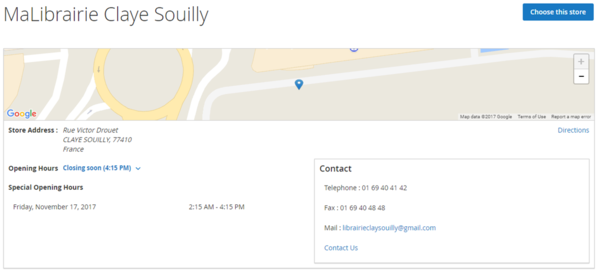 MaLibrairie Claye Souilly
Choose this store
+
−
Google
Map data ©2017 Google Terms of Use Report a map error
Store Address : Rue Victor Drouet
CLAYE SOUILLY, 77410
France
Directions
Opening Hours Closing soon (4:15 PM)
Special Opening Hours
Friday, November 17, 2017 2:15 AM - 4:15 PM
Contact
Telephone : 01 69 40 41 42
Fax : 01 69 40 48 48
Mail : librairieclaysouilly@gmail.com
Contact Us